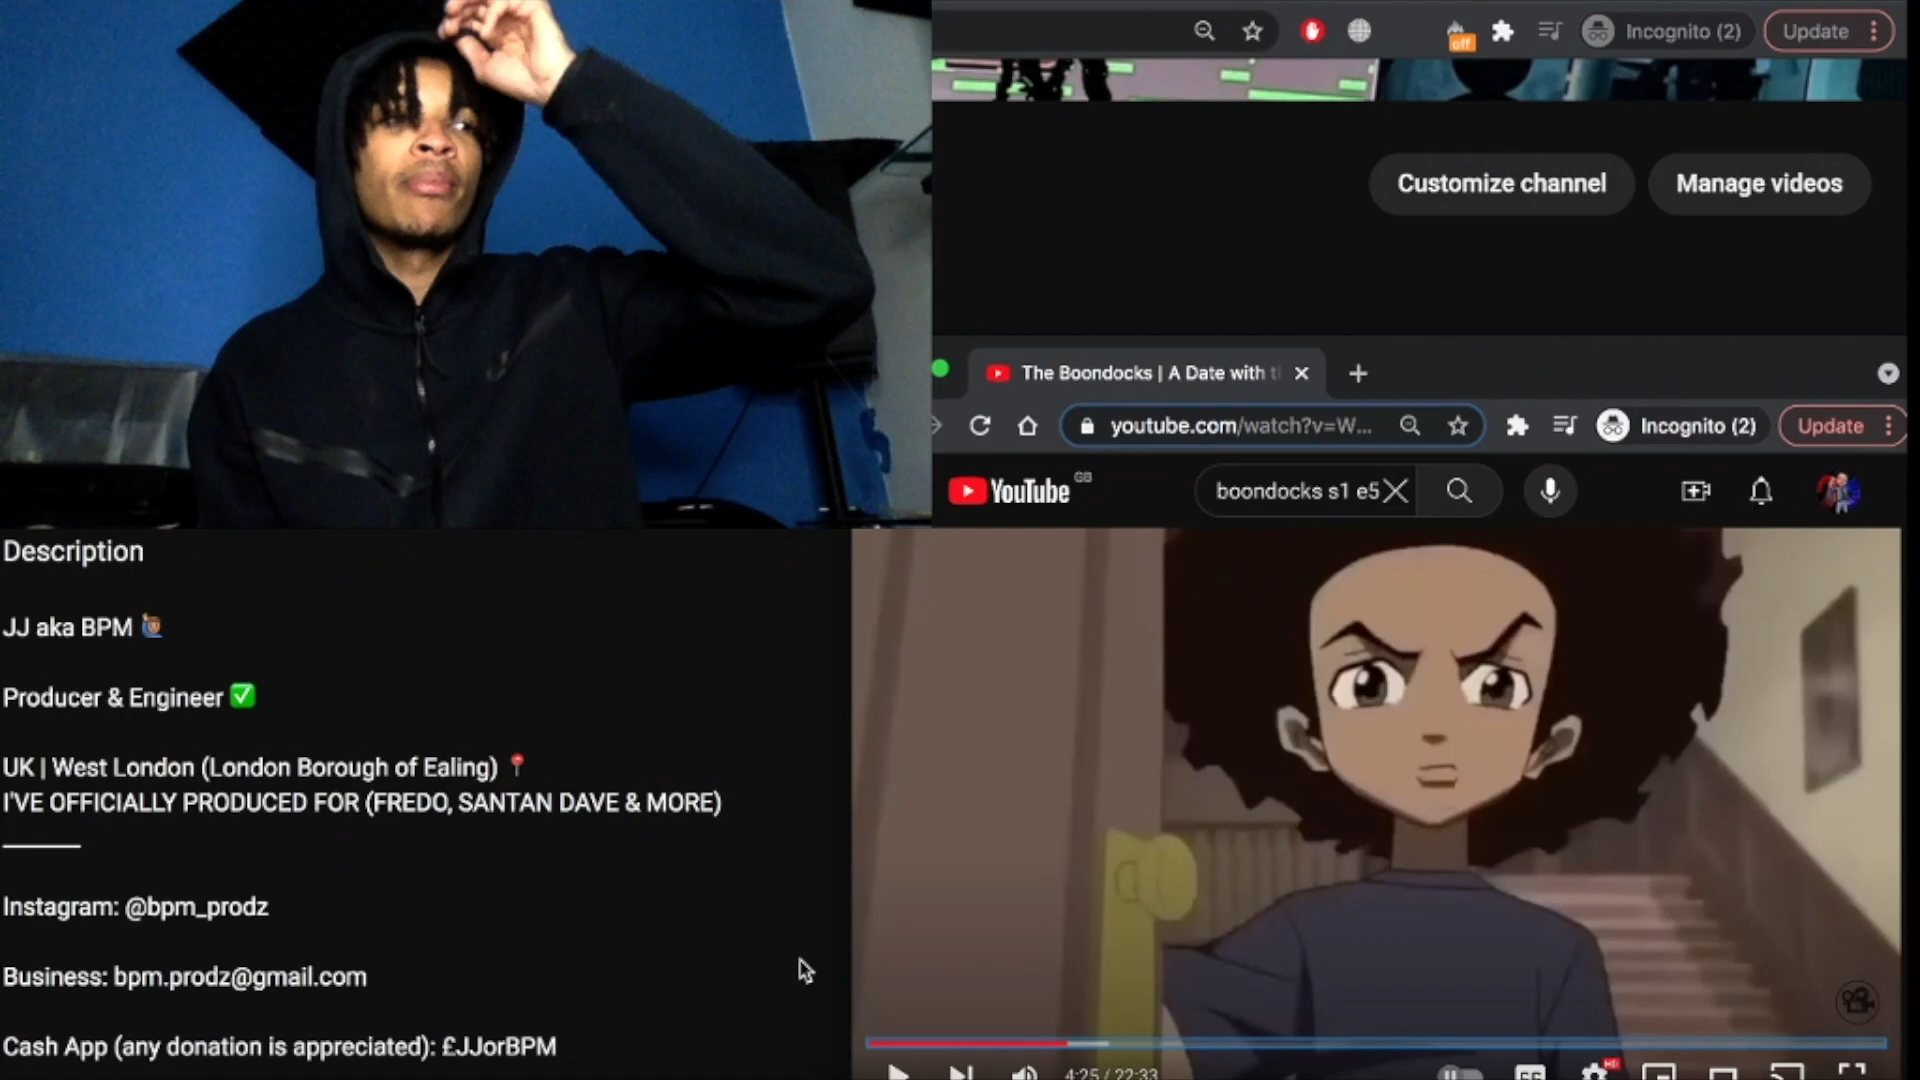 off
Incognito (2)
Update
Customize channel
Manage videos
The Boondocks | A Date with t
youtube.com/watch?v=W...
Incognito (2)
Update
YouTube GB
boondocks s1 e5
Description
JJ aka BPM
Producer & Engineer
UK | West London (London Borough of Ealing)
I'VE OFFICIALLY PRODUCED FOR (FREDO, SANTAN DAVE & MORE)
Instagram: @bpm_prodz
Business: bpm.prodz@gmail.com
Cash App (any donation is appreciated): £JJorBPM
4:25 / 22:33
CC
HD